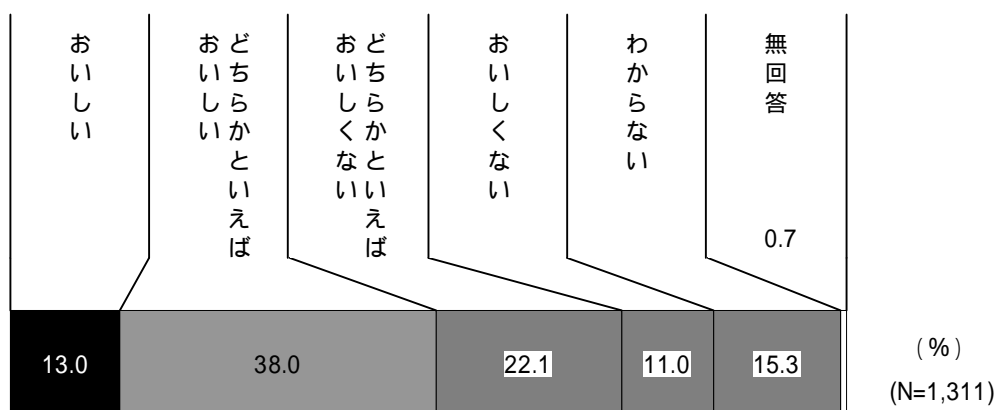 おいしい
どちらかといえば
おいしい
どちらかといえば
おいしくない
おいしくない
わからない
無回答
0.7
13.0
38.0
22.1
11.0
15.3
(%)
(N=1,311)